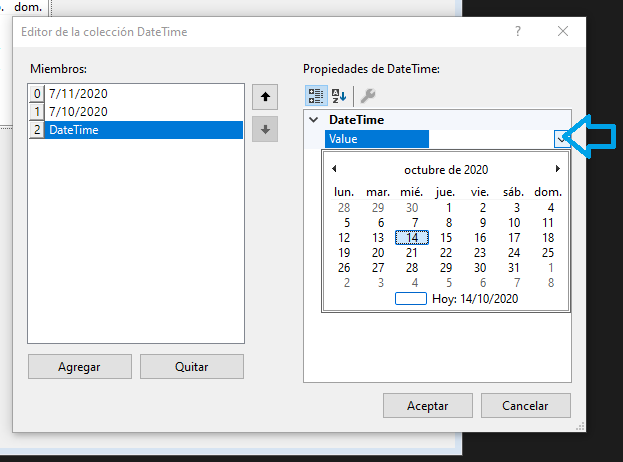 . dom.
Editor de la colección DateTime
?
Miembros:
0 7/11/2020
1 7/10/2020
2 DateTime
Agregar
Quitar
Propiedades de DateTime:
A
Z
DateTime
Value
octubre de 2020
lun. mar. mié. jue. vie. sáb. dom.
28 29 30 1 2 3 4
5 6 7 8 9 10 11
12 13 14 15 16 17 18
19 20 21 22 23 24 25
26 27 28 29 30 31 1
2 3 4 5 6 7 8
Hoy: 14/10/2020
Aceptar
Cancelar